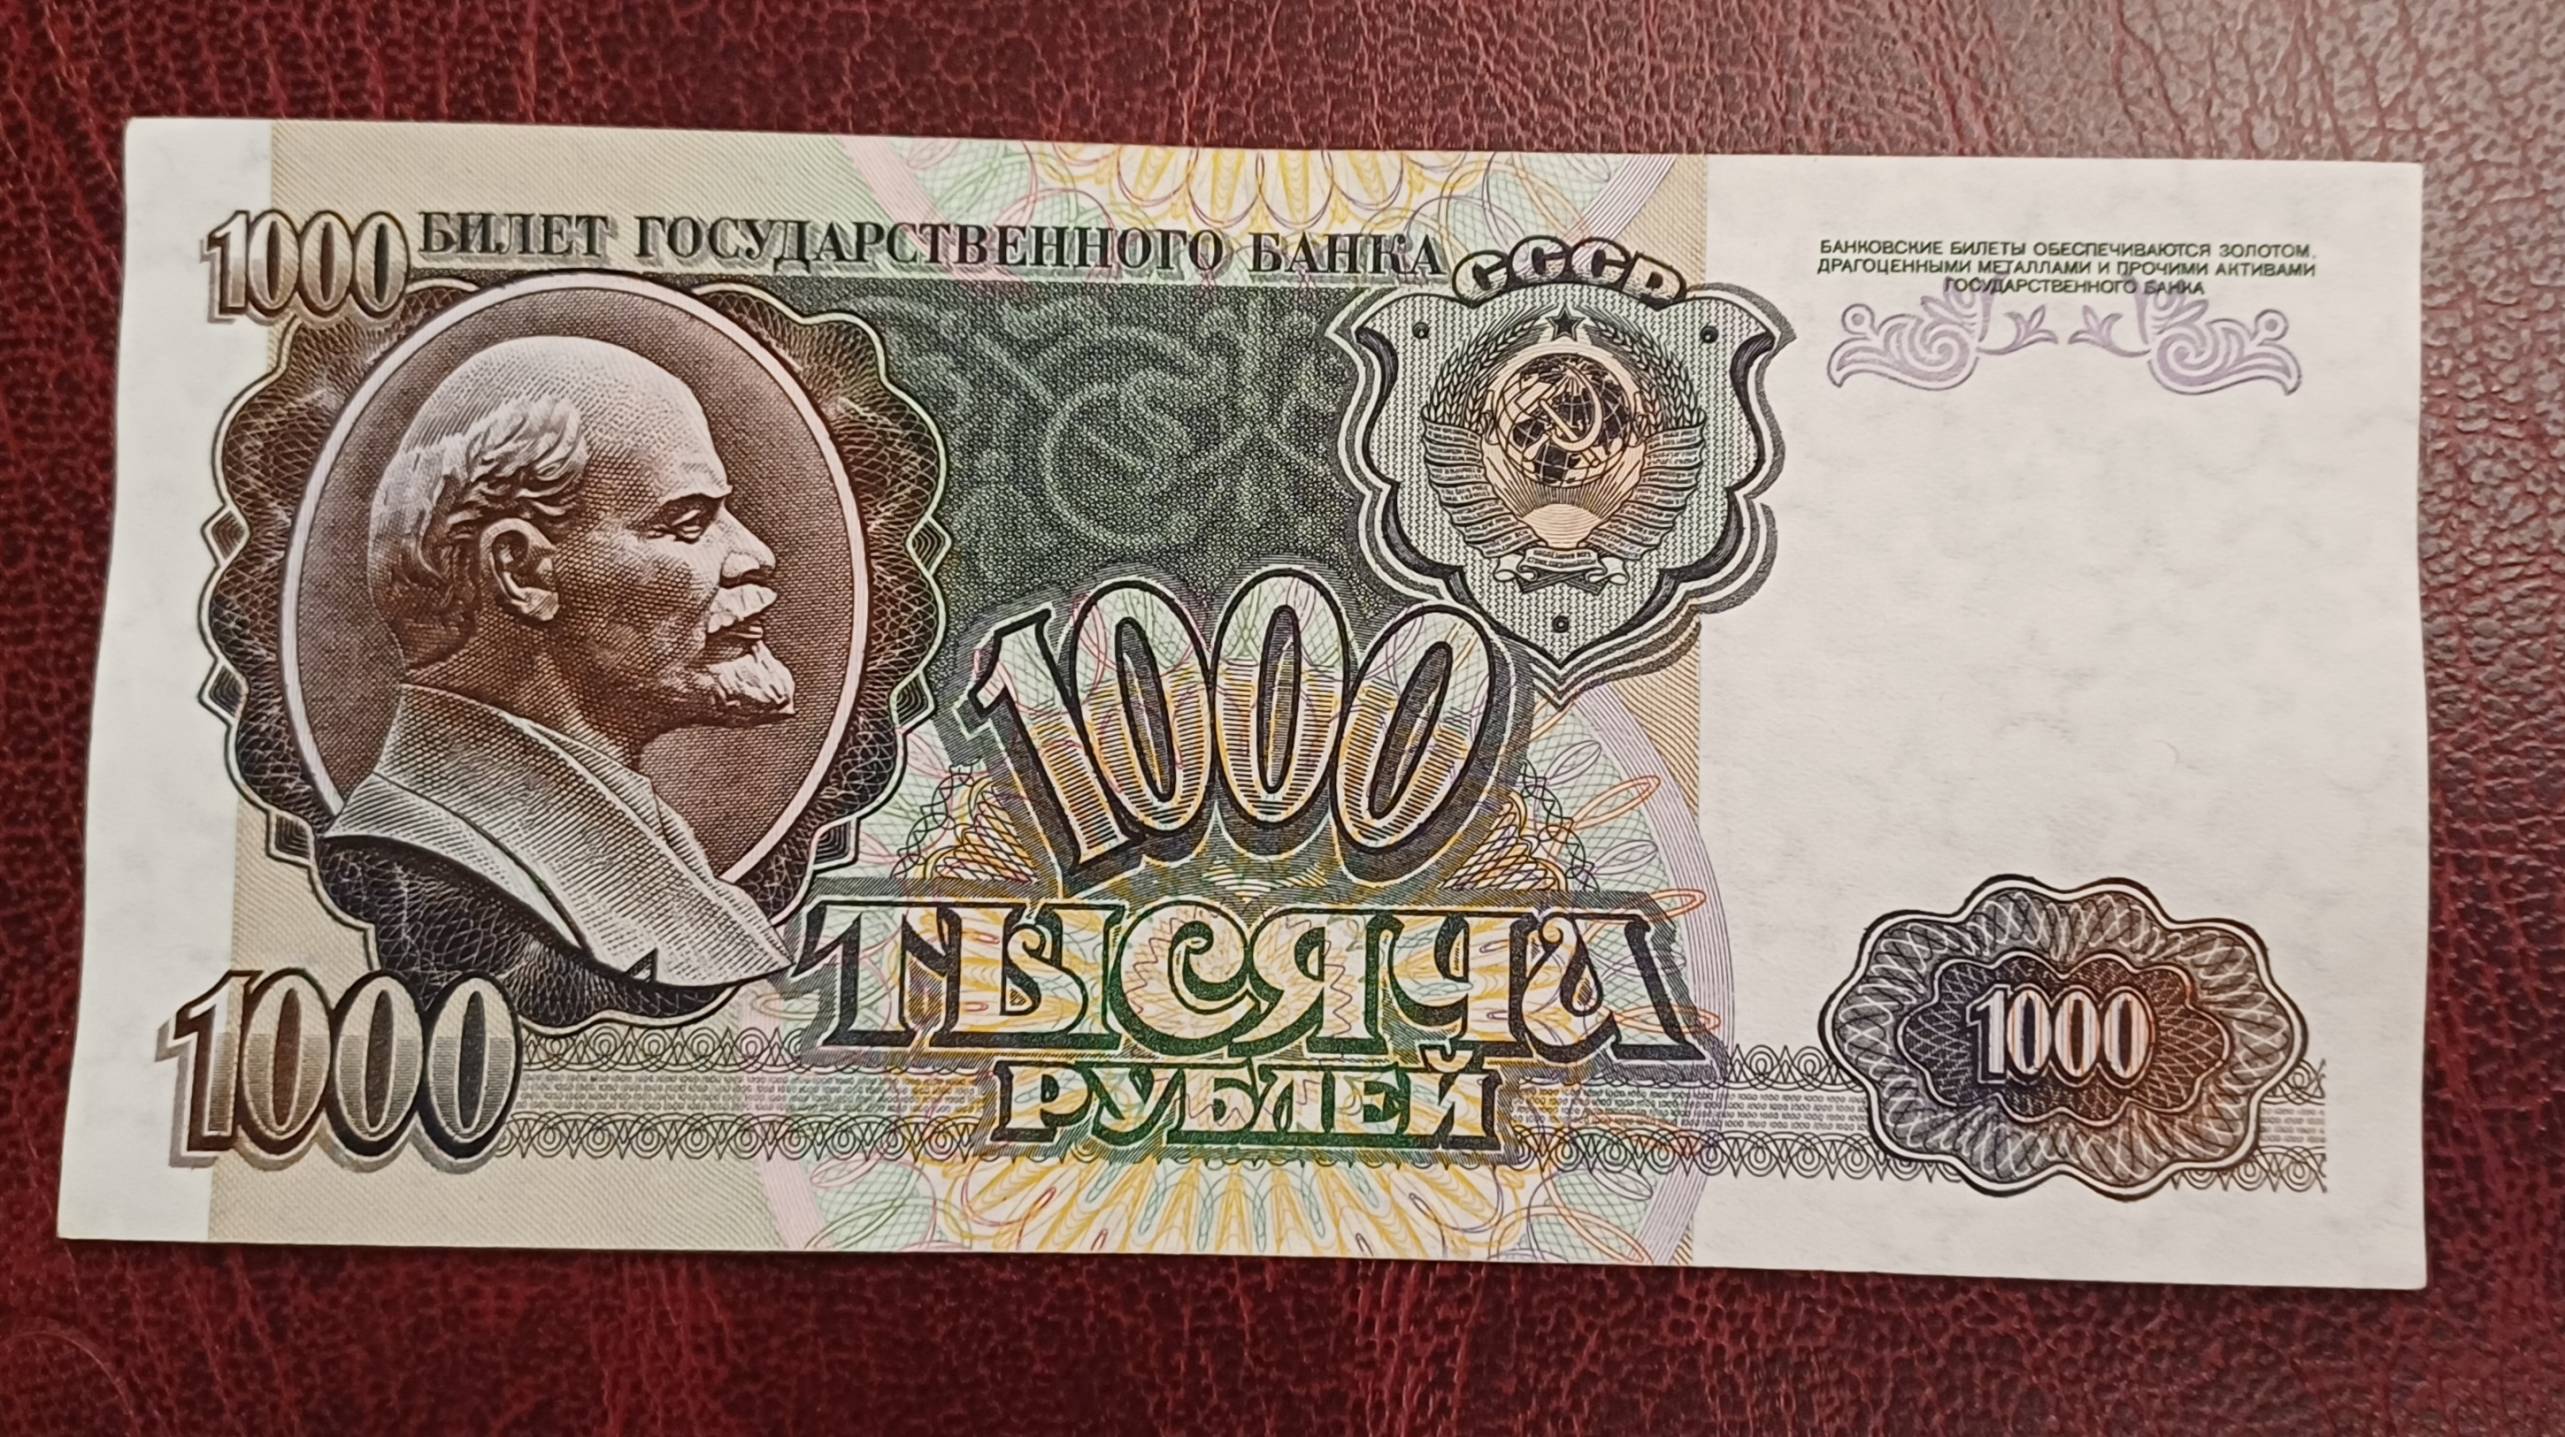 1000
БИЛЕТ ГОСУДАРСТВЕННОГО БАНКА СССР
БАНКОВСКИЕ БИЛЕТЫ ОБЕСПЕЧИВАЮТСЯ ЗОЛОТОМ,
ДРАГОЦЕННЫМИ МЕТАЛЛАМИ И ПРОЧИМИ АКТИВАМИ
ГОСУДАРСТВЕННОГО БАНКА
1000
ТЫСЯЧА
РУБЛЕЙ
1000
1000